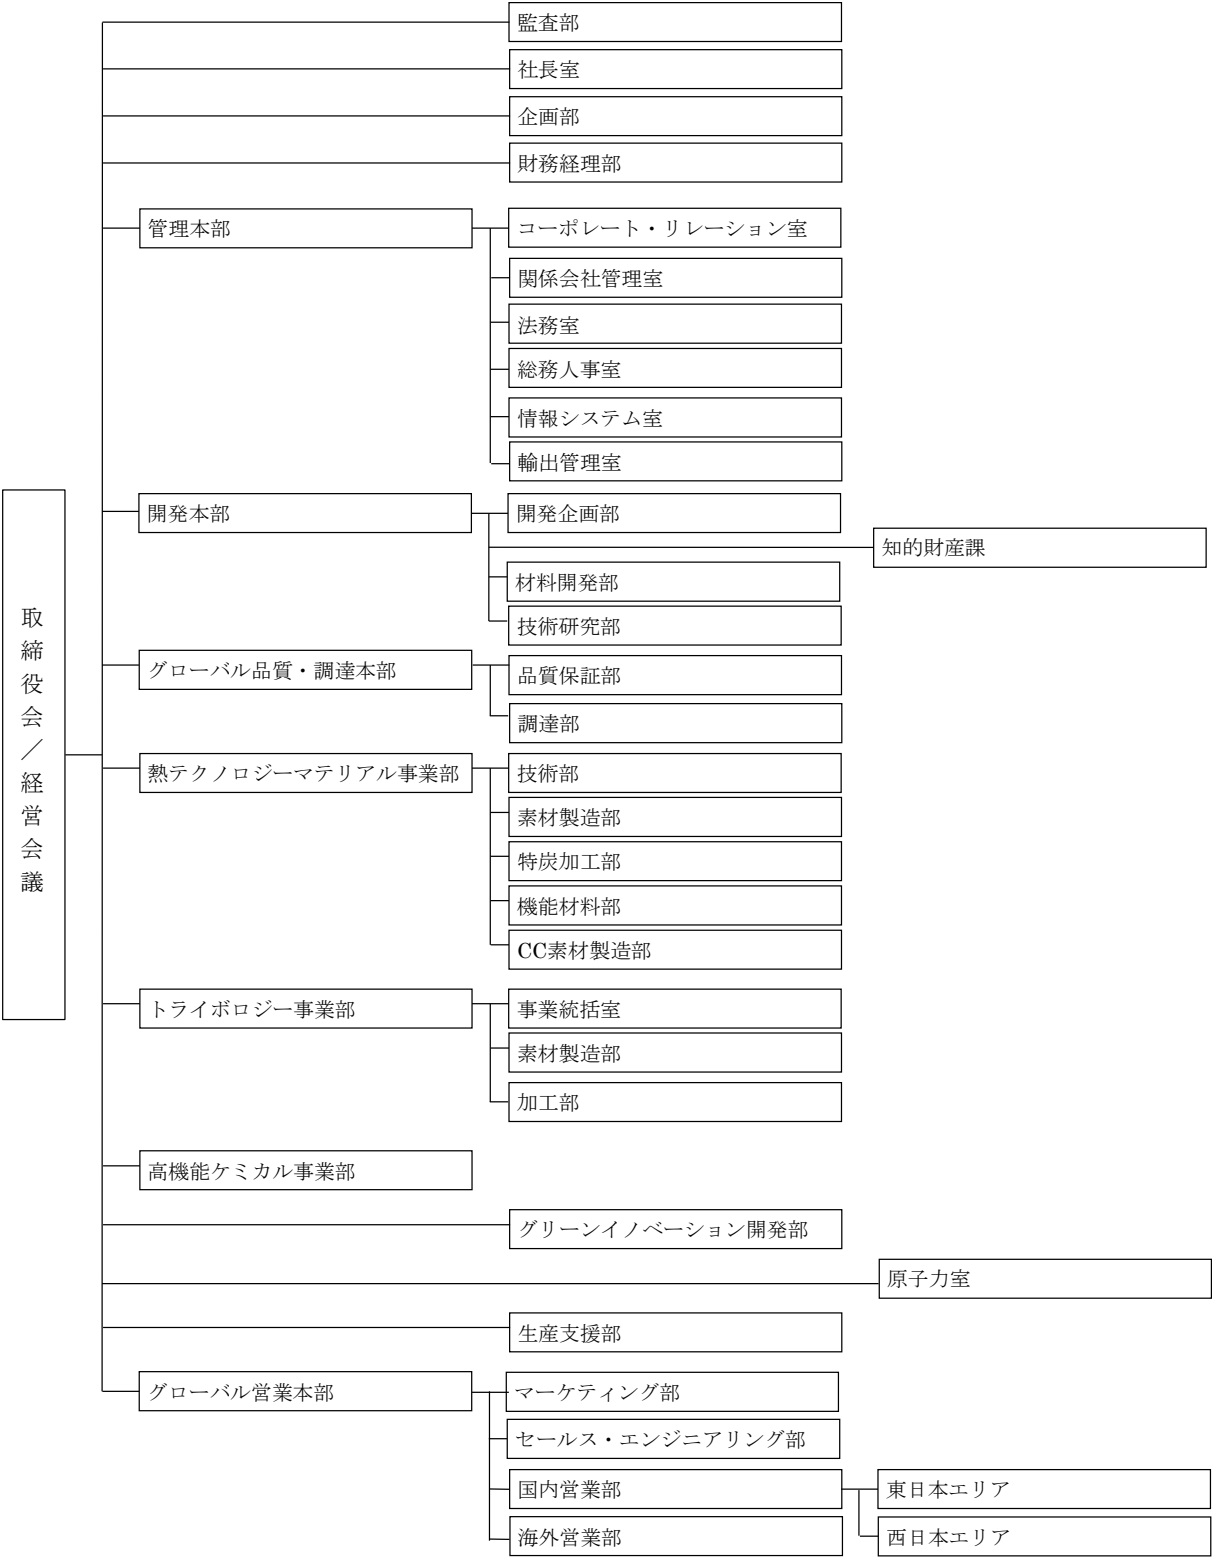 監査部
社長室
企画部
財務経理部
管理本部
コーポレート・リレーション室
関係会社管理室
法務室
総務人事室
情報システム室
輸出管理室
開発本部
開発企画部
知的財産課
材料開発部
技術研究部
取締役会／経営会議
グローバル品質・調達本部
品質保証部
調達部
熱テクノロジーマテリアル事業部
技術部
素材製造部
特炭加工部
機能材料部
CC素材製造部
トライボロジー事業部
事業統括室
素材製造部
加工部
高機能ケミカル事業部
グリーンイノベーション開発部
原子力室
生産支援部
グローバル営業本部
マーケティング部
セールス・エンジニアリング部
国内営業部
東日本エリア
西日本エリア
海外営業部